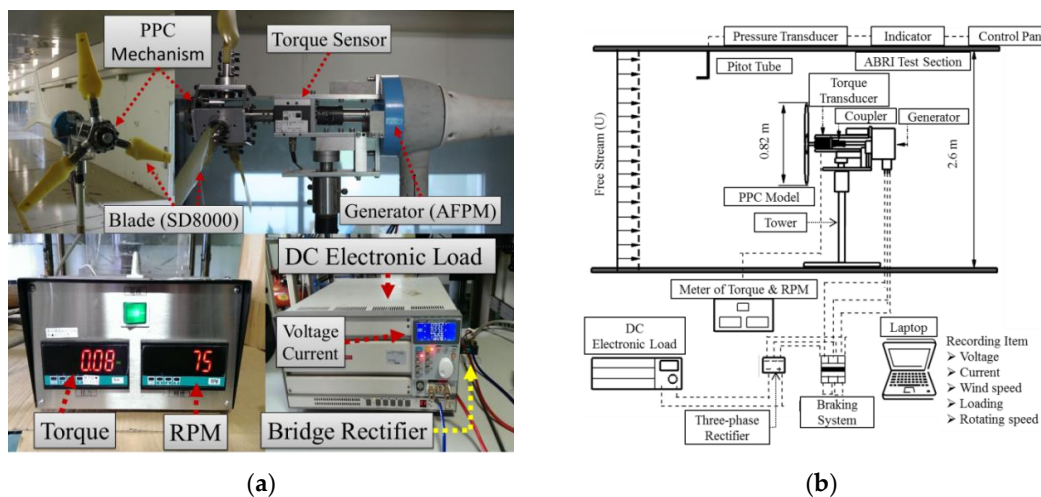 PPC
Mechanism
Torque Sensor
Blade (SD8000)
Generator (AFPM)
0.08
75
RPM
Torque
RPM
DC Electronic Load
Voltage
Current
Bridge Rectifier
(a)
Pressure Transducer
Indicator
Control Pan
Pitot Tube
ABRI Test Section
Torque
Transducer
Coupler
Generator
Free Stream (U)
0.82 m
2.6 m
PPC Model
Tower
Meter of Torque & RPM
DC
Electronic Load
Laptop
Three-phase
Rectifier
Braking
System
Recording Item
➢ Voltage
➢ Current
➢ Wind speed
➢ Loading
➢ Rotating speed
(b)